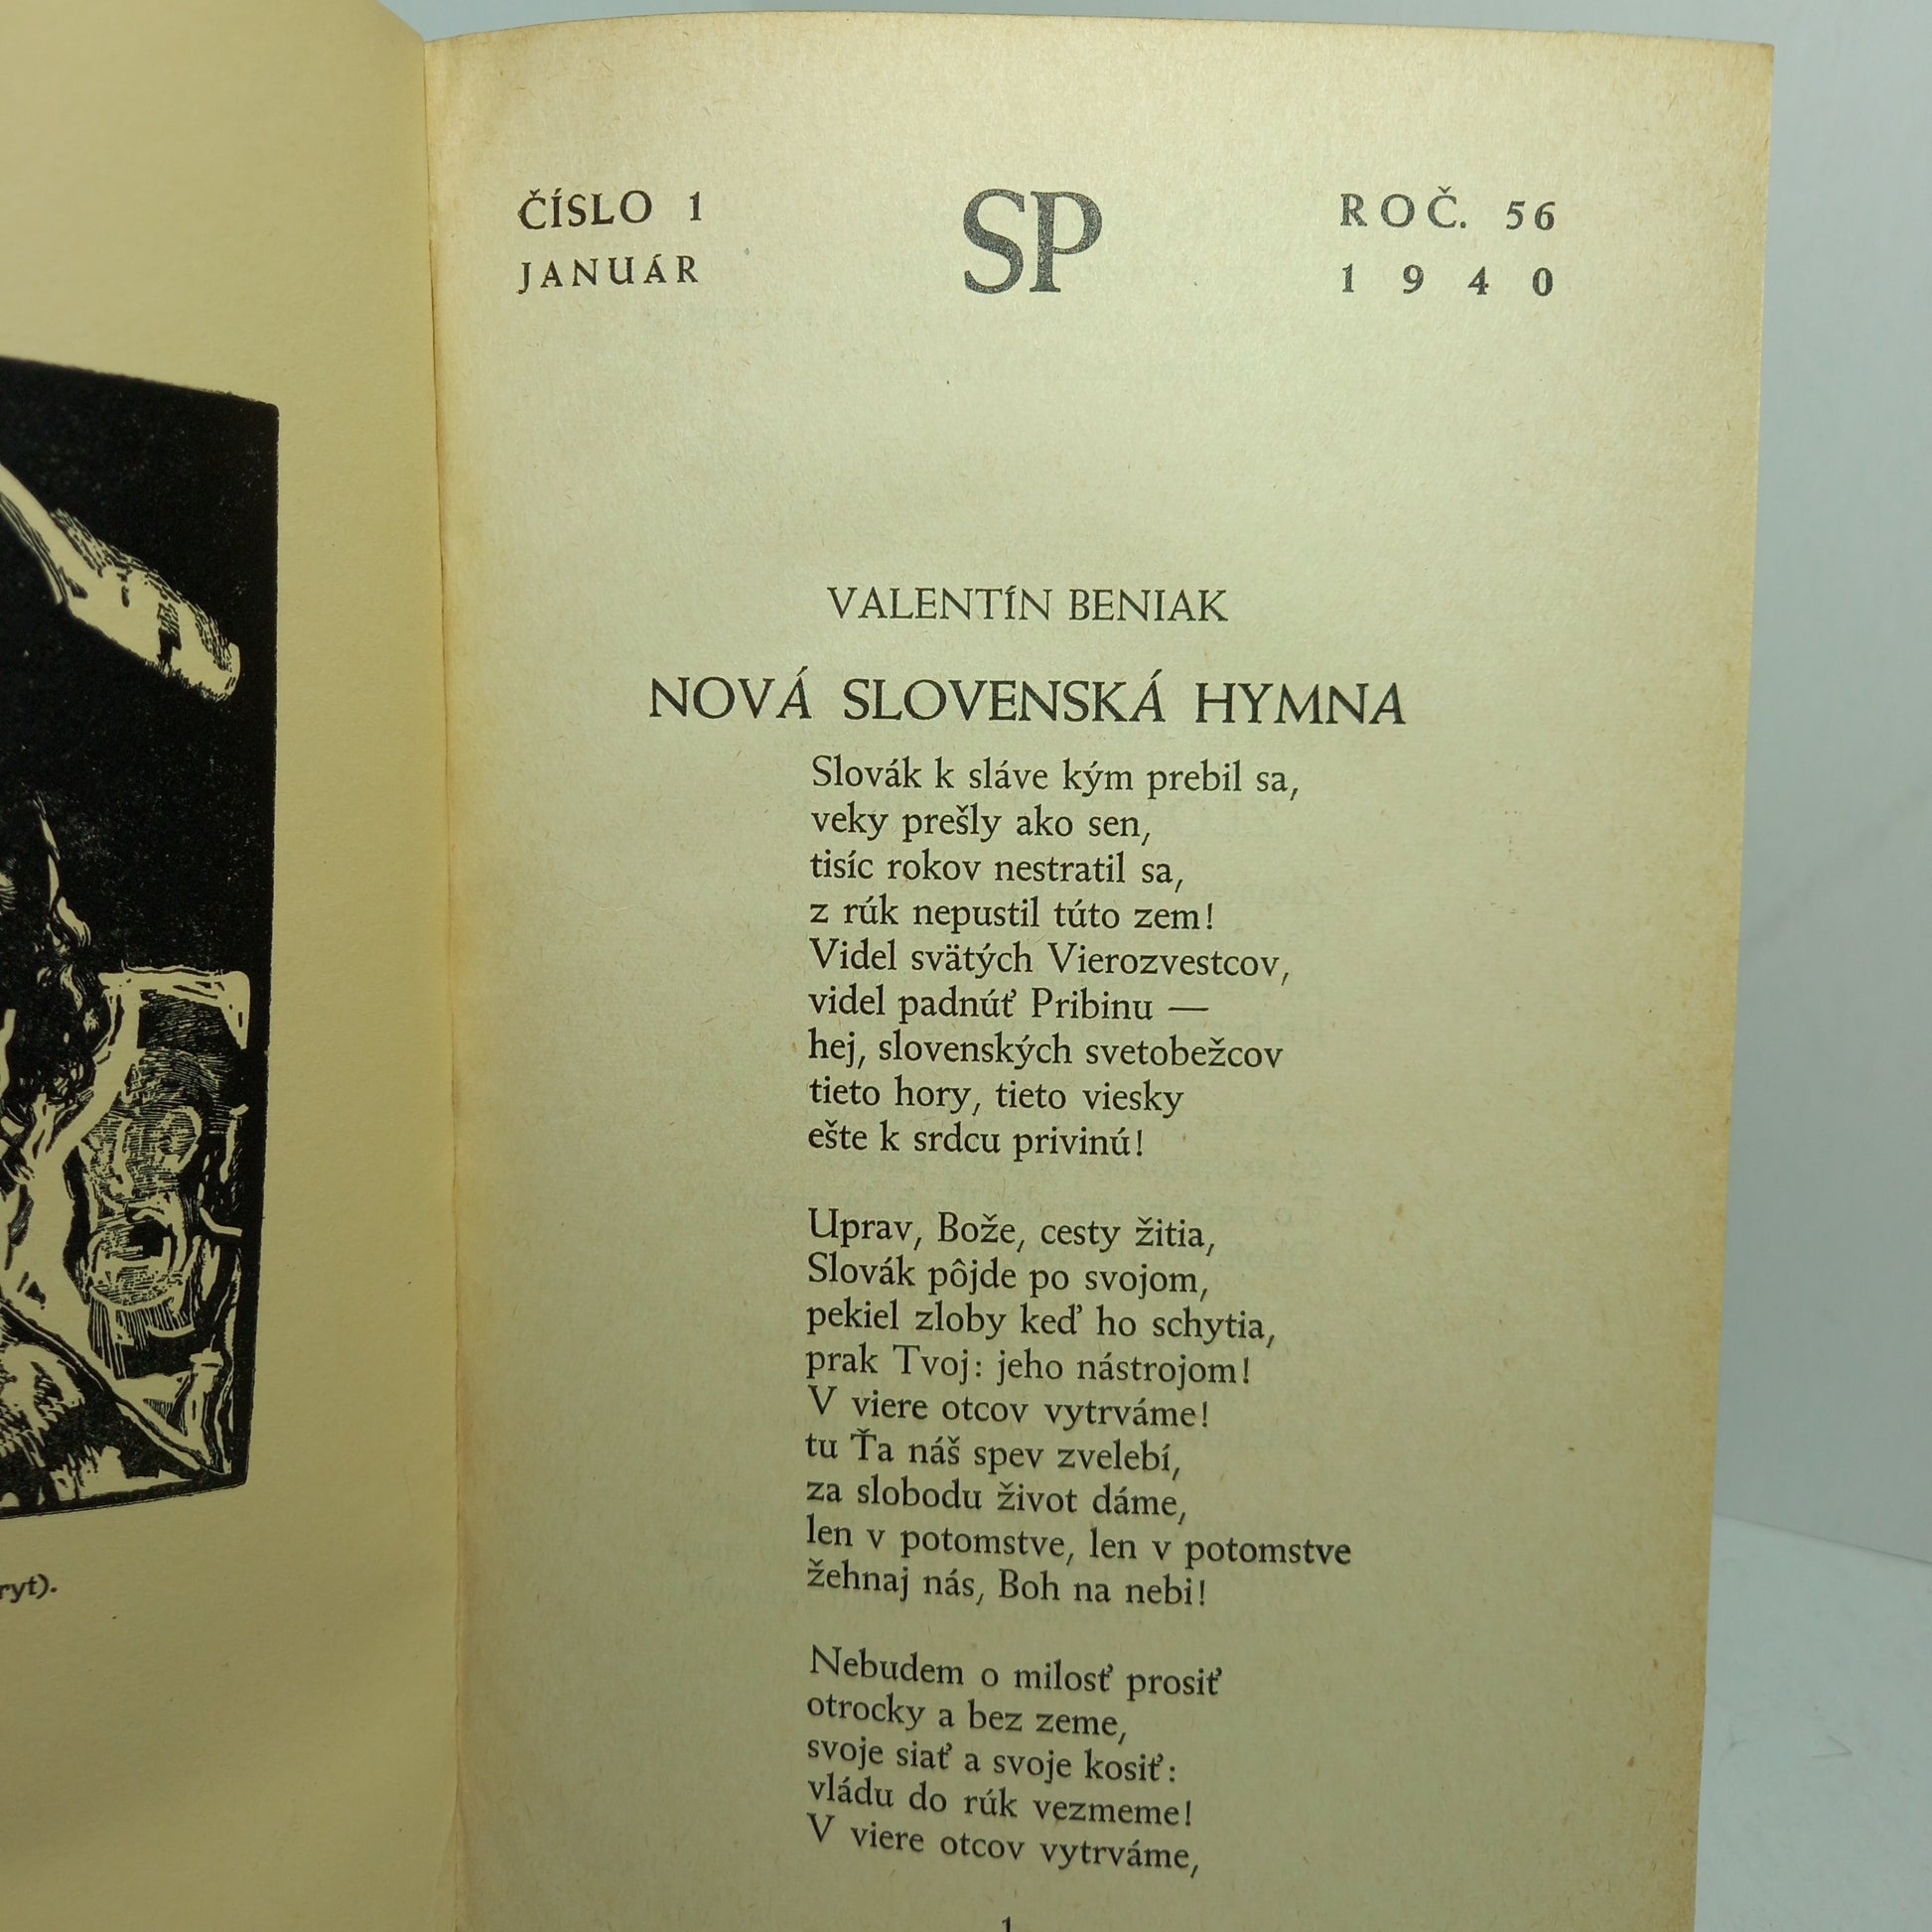 ryt).
ČÍSLO 1
JANUÁR
SP
ROČ. 56
1940
VALENTÍN BENIAK
NOVÁ SLOVENSKÁ HYMNA
Slovák k sláve kým prebil sa,
veky prešly ako sen,
tisíc rokov nestratil sa,
z rúk nepustil túto zem!
Videl svätých Vierozvestcov,
videl padnúť Pribinu —
hej, slovenských svetobežcov
tieto hory, tieto viesky
ešte k srdcu privinú!
Uprav, Bože, cesty žitia,
Slovák pôjde po svojom,
pekiel zloby keď ho schytia,
prak Tvoj: jeho nástrojom!
V viere otcov vytrváme!
tu Ťa náš spev zvelebí,
za slobodu život dáme,
len v potomstve, len v potomstve
žehnaj nás, Boh na nebi!
Nebudem o milosť prosiť
otrocky a bez zeme,
svoje siať a svoje kosiť:
vládu do rúk vezmeme!
V viere otcov vytrváme,
1